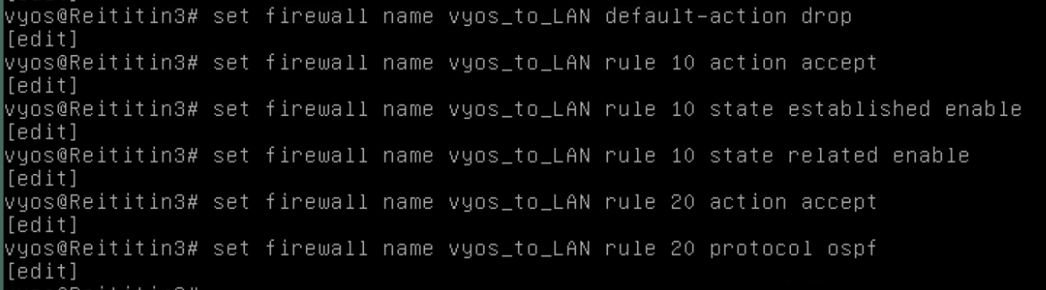 vyos@Reititin3# set firewall name vyos_to_LAN default-action drop
[edit]
vyos@Reititin3# set firewall name vyos_to_LAN rule 10 action accept
[edit]
vyos@Reititin3# set firewall name vyos_to_LAN rule 10 state established enable
[edit]
vyos@Reititin3# set firewall name vyos_to_LAN rule 10 state related enable
[edit]
vyos@Reititin3# set firewall name vyos_to_LAN rule 20 action accept
[edit]
vyos@Reititin3# set firewall name vyos_to_LAN rule 20 protocol ospf
[edit]